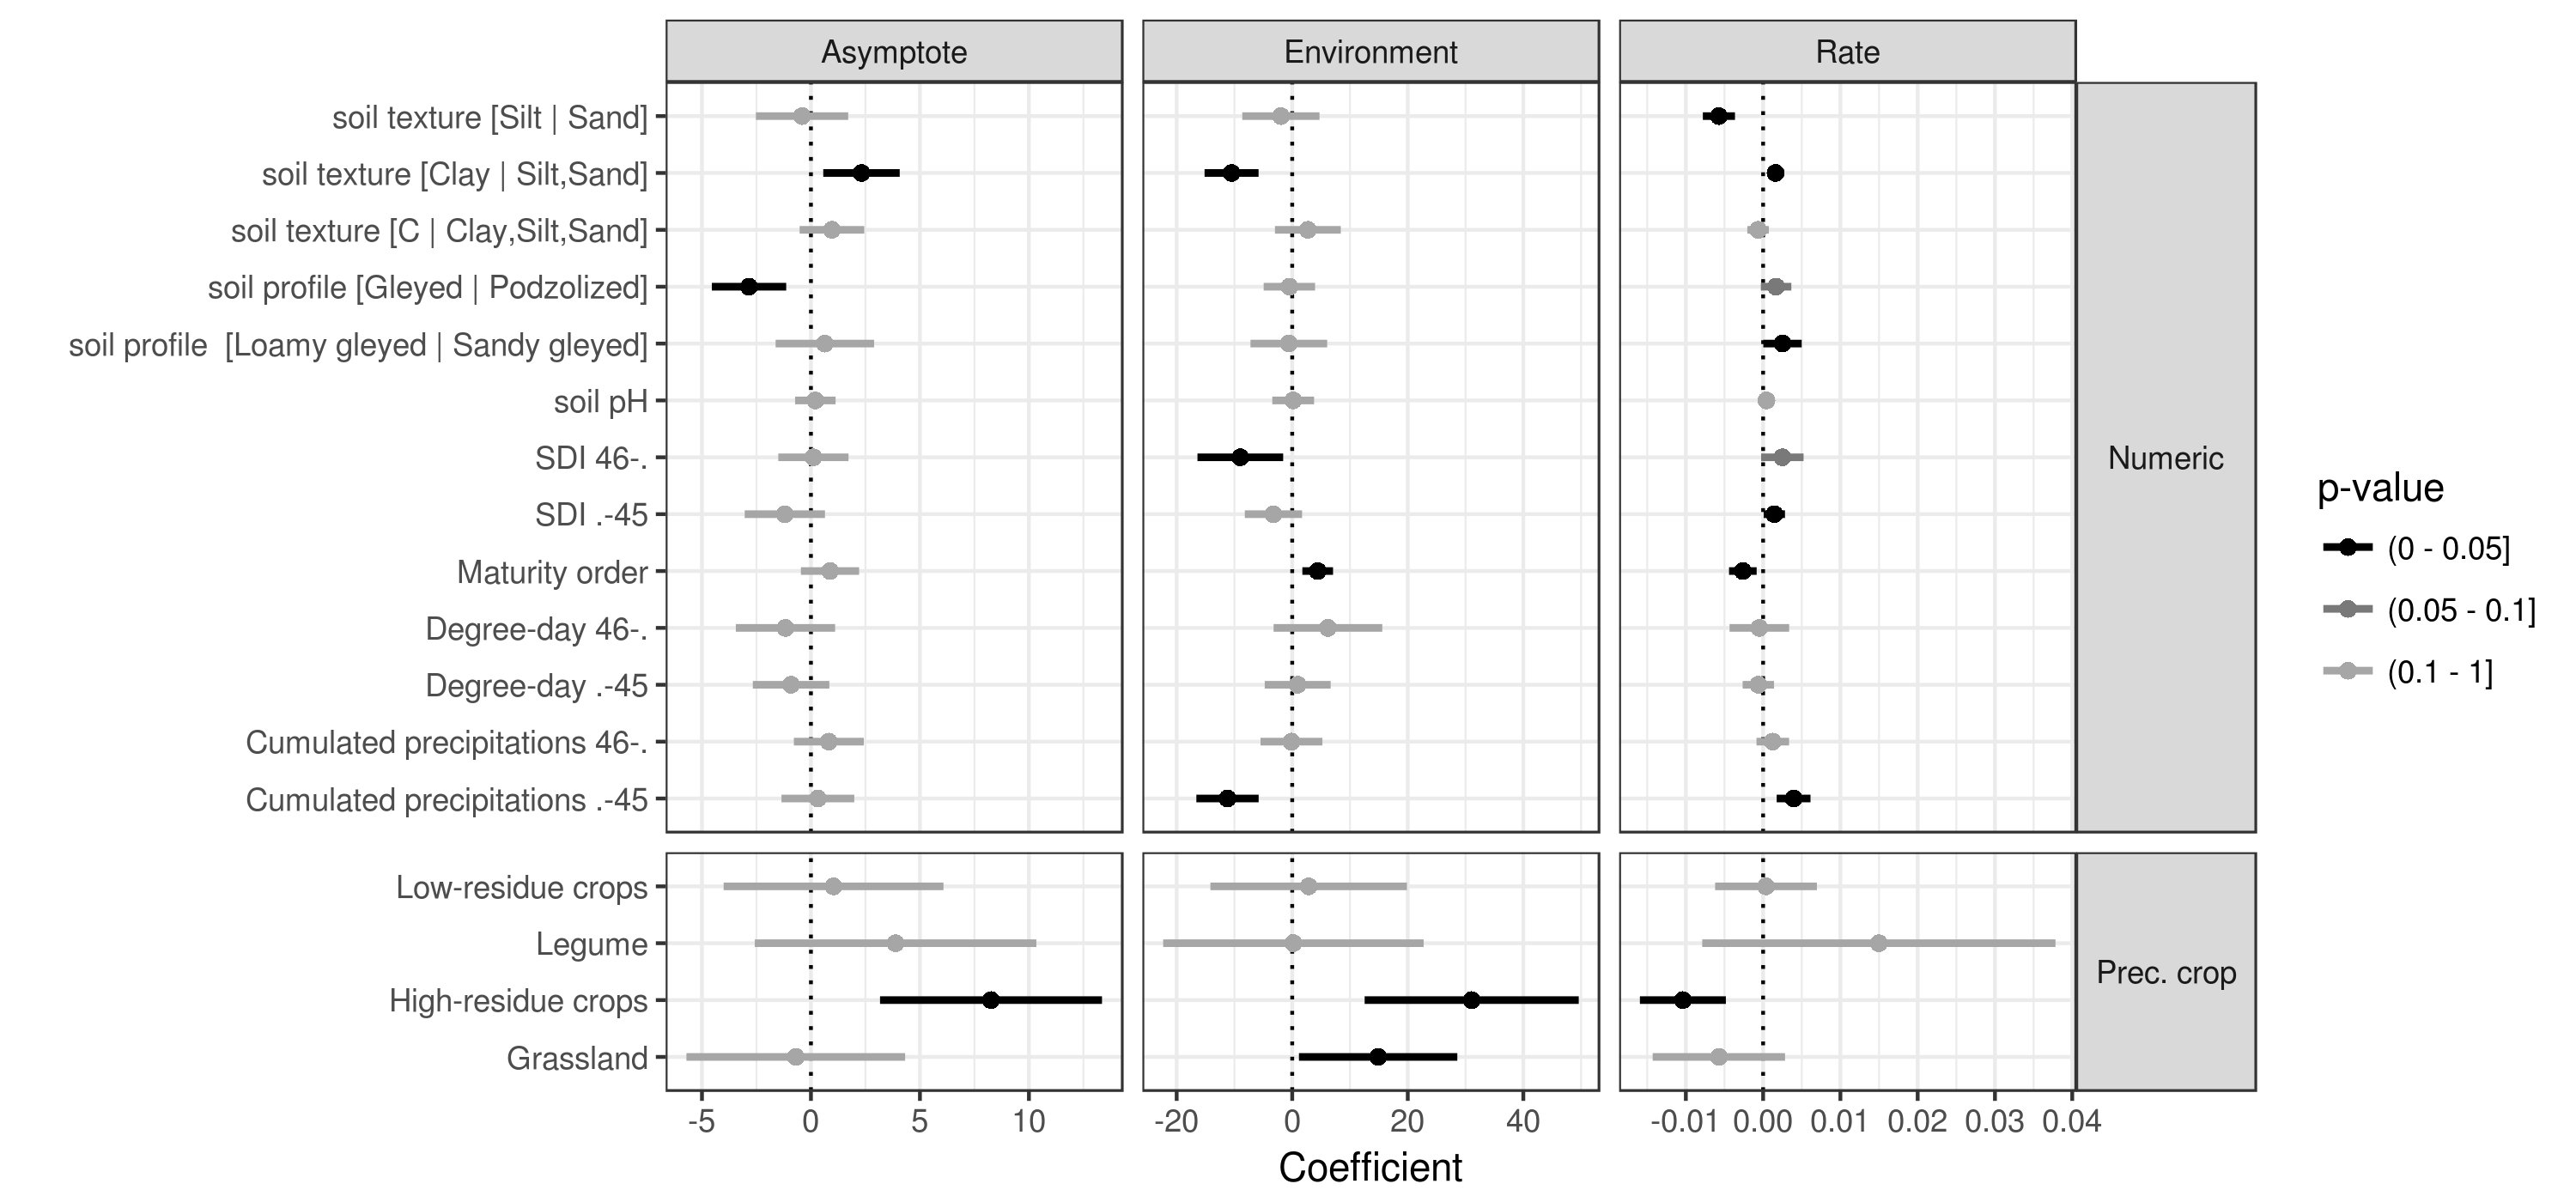 Asymptote Environment Rate
soil texture [Silt | Sand]
soil texture [Clay | Silt,Sand]
soil texture [C | Clay,Silt,Sand]
soil profile [Gleyed | Podzolized]
soil profile  [Loamy gleyed | Sandy gleyed]
soil pH
SDI 46-.
SDI .-45
Maturity order
Degree-day 46-.
Degree-day .-45
Cumulated precipitations 46-.
Cumulated precipitations .-45
Numeric
Low-residue crops
Legume
High-residue crops
Grassland
Prec. crop
-5 0 5 10 -20 0 20 40 -0.01 0.00 0.01 0.02 0.03 0.04
Coefficient
p-value
(0 - 0.05]
(0.05 - 0.1]
(0.1 - 1]